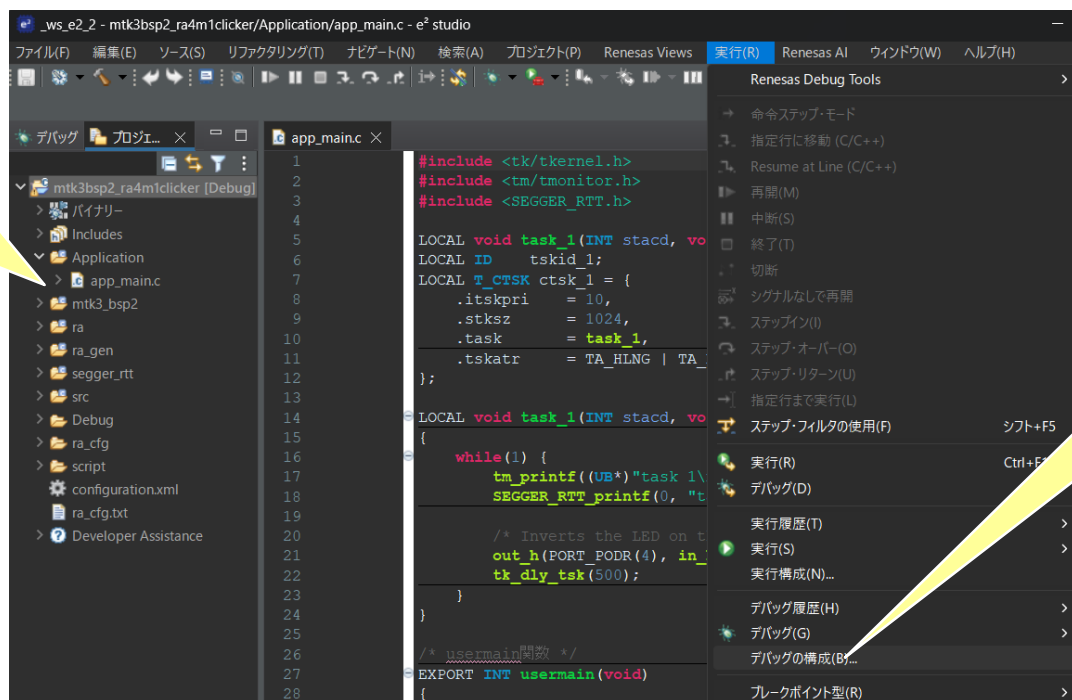 _ws_e2_2 - mtk3bsp2_ra4m1clicker/Application/app_main.c - e² studio
ファイル(F) 編集(E) ソース(S) リファクタリング(T) ナビゲート(N) 検索(A) プロジェクト(P) Renesas Views 実行(R) Renesas AI ウィンドウ(W) ヘルプ(H)
デバッグ プロジェ...
mtk3bsp2_ra4m1clicker [Debug]
バイナリー
Includes
Application
app_main.c
mtk3_bsp2
ra
ra_gen
segger_rtt
src
Debug
ra_cfg
script
configuration.xml
ra_cfg.txt
Developer Assistance
app_main.c
1 #include <tk/tkernel.h>
2 #include <tm/tmonitor.h>
3 #include <SEGGER_RTT.h>
4
5 LOCAL void task_1(INT stacd, vo
6 LOCAL ID    tskid_1;
7 LOCAL T_CTSK ctsk_1 = {
8     .itskpri    = 10,
9     .stksz      = 1024,
10     .task       = task_1,
11     .tskatr     = TA_HLNG | TA_
12 };
13
14 LOCAL void task_1(INT stacd, vo
15 {
16     while(1) {
17         tm_printf((UB*)"task 1\
18         SEGGER_RTT_printf(0, "t
19
20         /* Inverts the LED on t
21         out_h(PORT_PODR(4), in_
22         tk_dly_tsk(500);
23     }
24 }
25
26 /* usermain関数 */
27 EXPORT INT usermain(void)
28 {
Renesas Debug Tools
命令ステップ・モード
指定行に移動 (C/C++)
Resume at Line (C/C++)
再開(M)
中断(S)
終了(T)
切断
シグナルなしで再開
ステップイン(I)
ステップ・オーバー(O)
ステップ・リターン(U)
指定行まで実行(L)
ステップ・フィルタの使用(F) シフト+F5
実行(R)
デバッグ(D)
実行履歴(T)
実行(S)
実行構成(N)...
デバッグ履歴(H)
デバッグ(G)
デバッグの構成(B)...
ブレークポイント型(R)